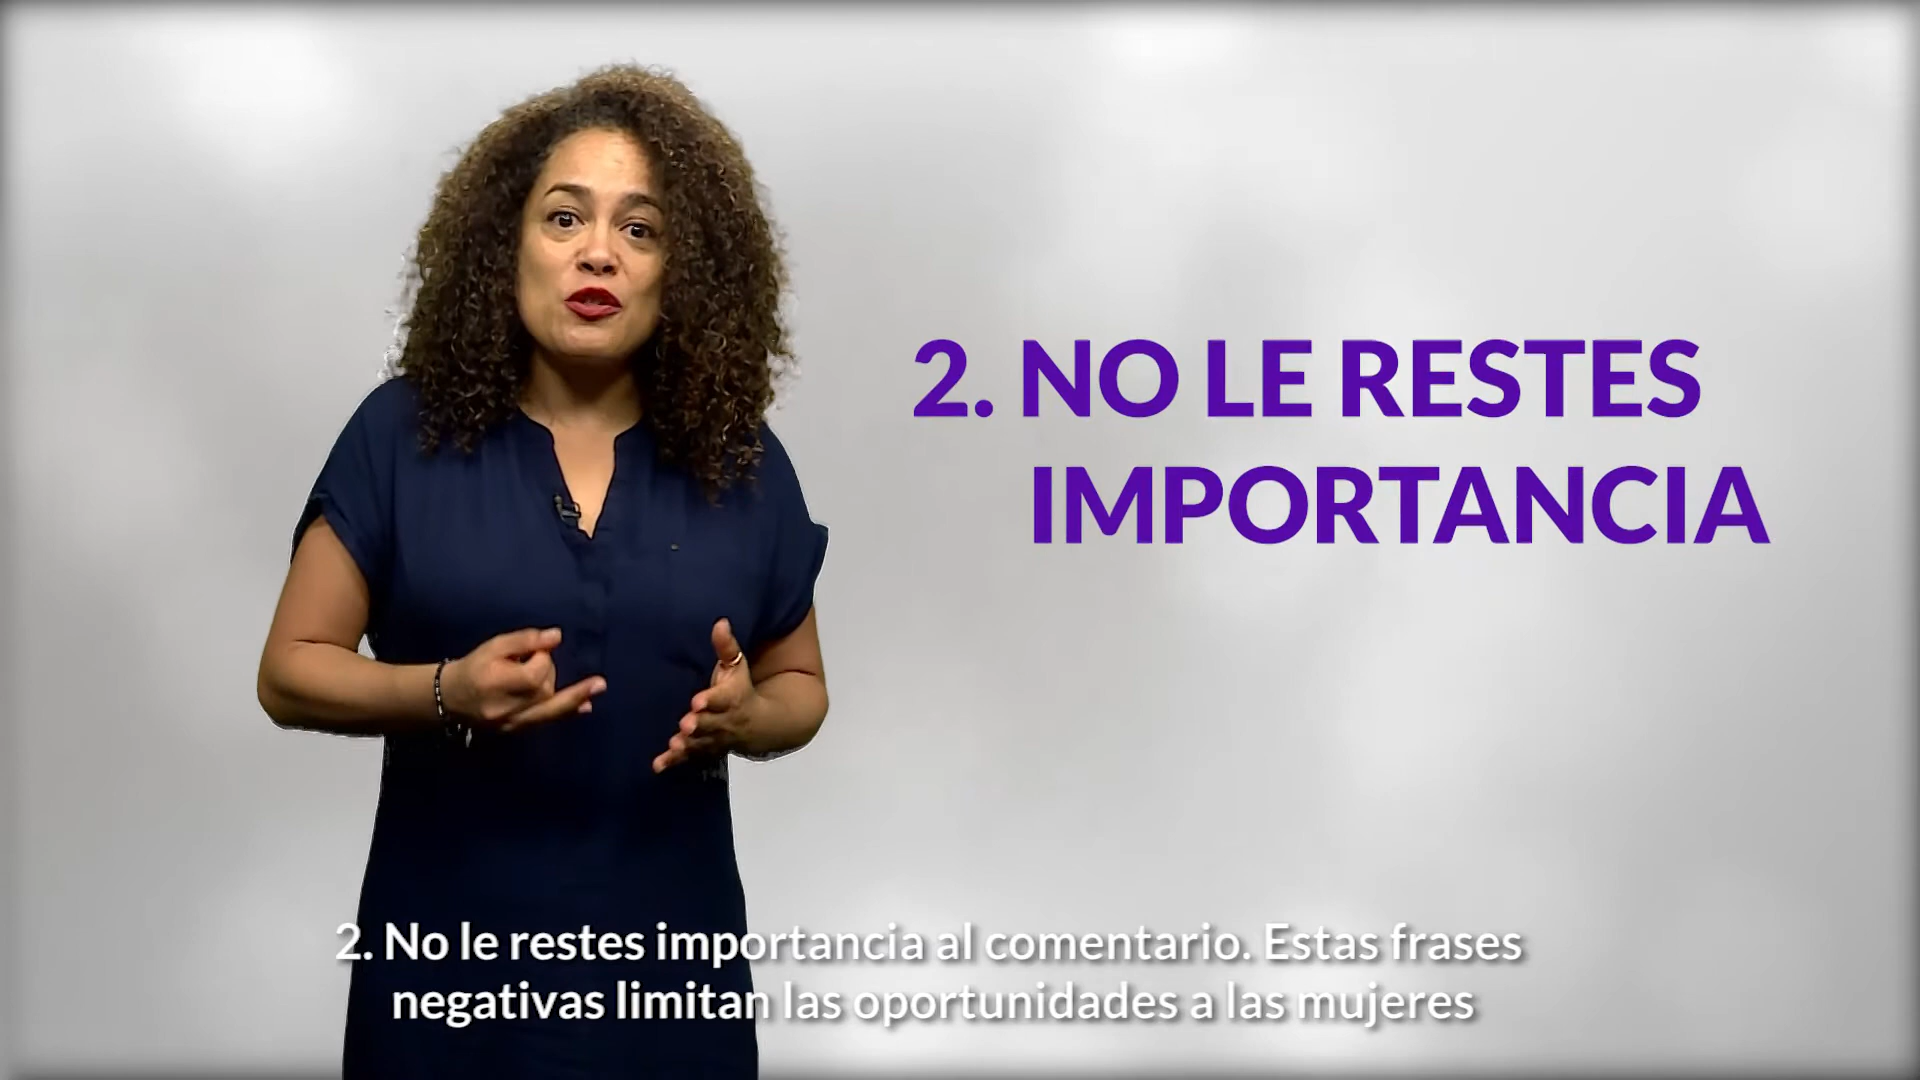 2. NO LE RESTES
IMPORTANCIA
2. No le restes importancia al comentario. Estas frases
negativas limitan las oportunidades a las mujeres